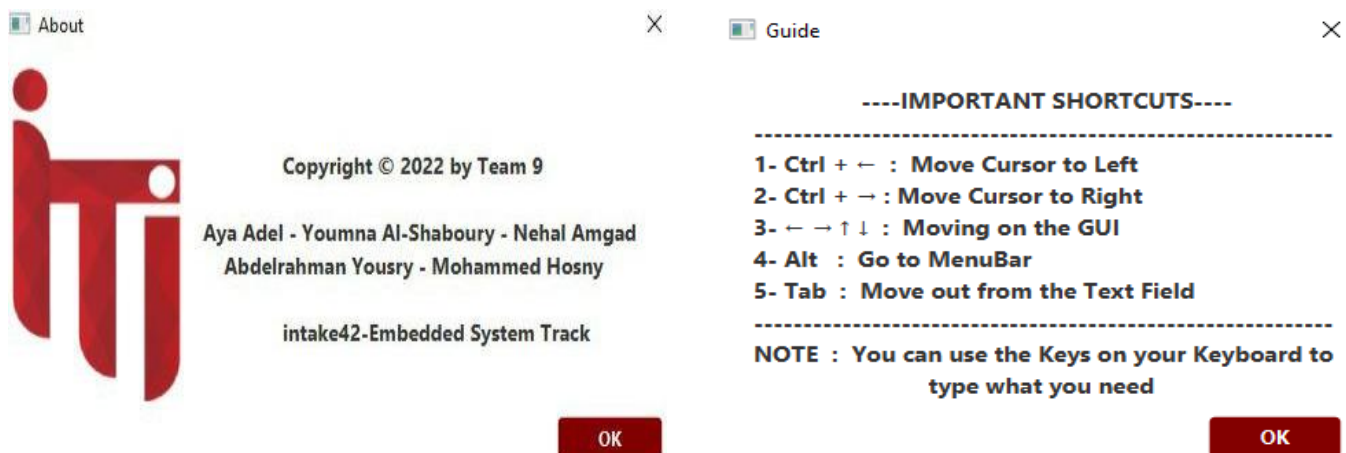 About
iTi
Copyright © 2022 by Team 9
Aya Adel - Youmna Al-Shaboury - Nehal Amgad
Abdelrahman Yousry - Mohammed Hosny
intake42-Embedded System Track
OK
Guide
----IMPORTANT SHORTCUTS----
-----------------------------------------------------------
1- Ctrl + ← : Move Cursor to Left
2- Ctrl + → : Move Cursor to Right
3- ← → ↑ ↓ : Moving on the GUI
4- Alt : Go to MenuBar
5- Tab : Move out from the Text Field
-----------------------------------------------------------
NOTE : You can use the Keys on your Keyboard to
type what you need
OK